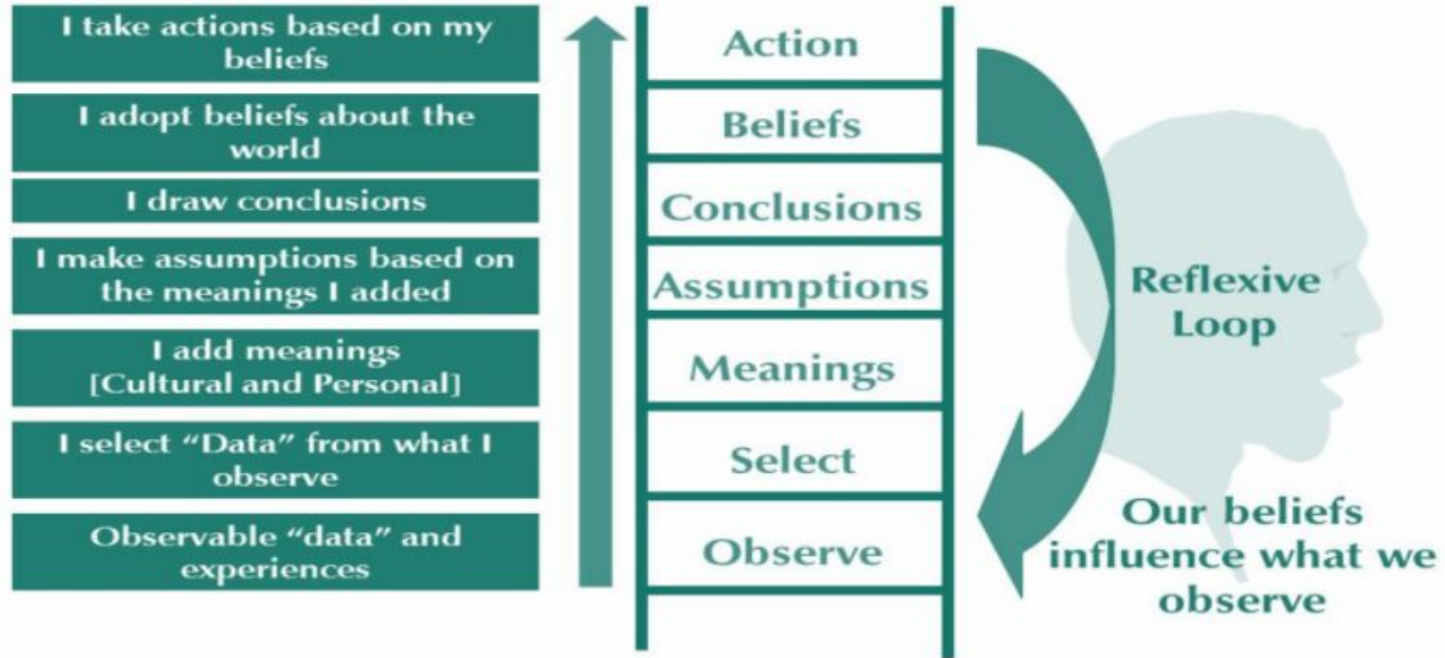 I take actions based on my
beliefs
I adopt beliefs about the
world
I draw conclusions
I make assumptions based on
the meanings I added
I add meanings
[Cultural and Personal]
I select “Data” from what I
observe
Observable “data” and
experiences
Action
Beliefs
Conclusions
Assumptions
Meanings
Select
Observe
Reflexive
Loop
Our beliefs
influence what we
observe